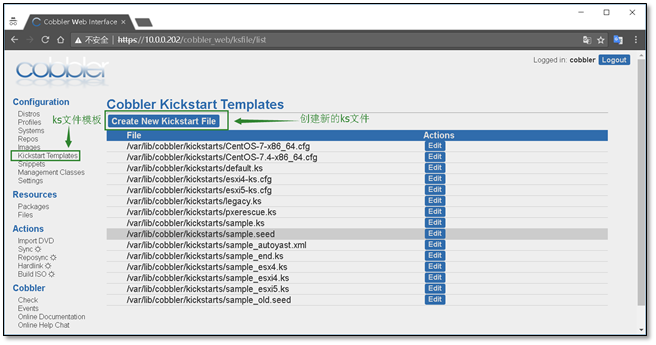 Cobbler Web Interface
不安全 | https://10.0.0.202/cobbler_web/ksfile/list
Logged in: cobbler Logout
cobbler
Configuration
Distros
Profiles
Systems
Repos
Images
Kickstart Templates
Snippets
Management Classes
Settings
Resources
Packages
Files
Actions
Import DVD
Sync
Reposync
Hardlink
Build ISO
Cobbler
Check
Events
Online Documentation
Online Help Chat
ks文件模板
Cobbler Kickstart Templates
Create New Kickstart File
创建新的ks文件
File Actions
/var/lib/cobbler/kickstarts/CentOS-7-x86_64.cfg Edit
/var/lib/cobbler/kickstarts/CentOS-7.4-x86_64.cfg Edit
/var/lib/cobbler/kickstarts/default.ks Edit
/var/lib/cobbler/kickstarts/esxi4-ks.cfg Edit
/var/lib/cobbler/kickstarts/esxi5-ks.cfg Edit
/var/lib/cobbler/kickstarts/legacy.ks Edit
/var/lib/cobbler/kickstarts/pxerescue.ks Edit
/var/lib/cobbler/kickstarts/sample.ks Edit
/var/lib/cobbler/kickstarts/sample.seed Edit
/var/lib/cobbler/kickstarts/sample_autoyast.xml Edit
/var/lib/cobbler/kickstarts/sample_end.ks Edit
/var/lib/cobbler/kickstarts/sample_esx4.ks Edit
/var/lib/cobbler/kickstarts/sample_esxi4.ks Edit
/var/lib/cobbler/kickstarts/sample_esxi5.ks Edit
/var/lib/cobbler/kickstarts/sample_old.seed Edit